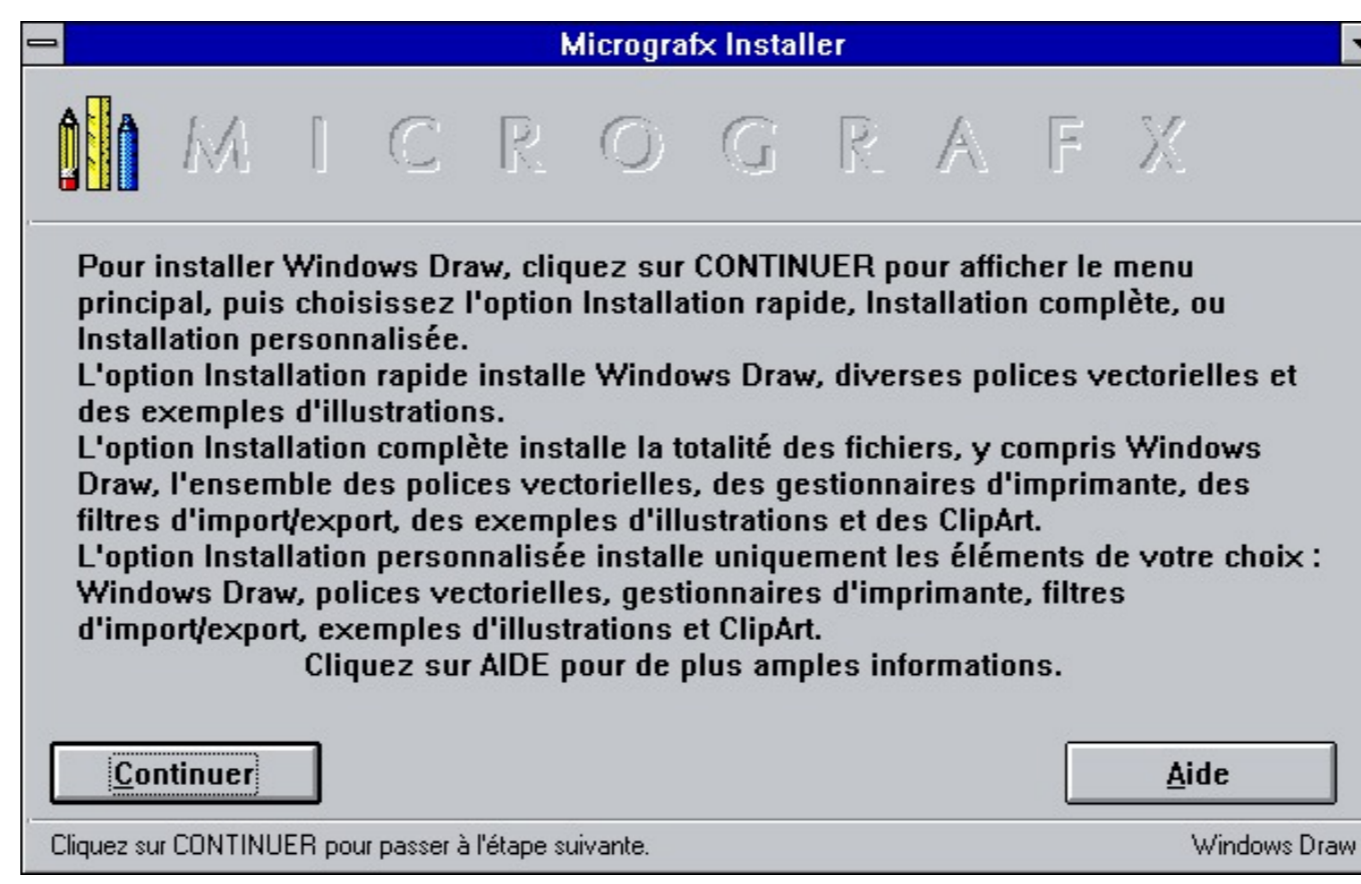 Micrografx Installer
M I C R O G R A F X
Pour installer Windows Draw, cliquez sur CONTINUER pour afficher le menu
principal, puis choisissez l'option Installation rapide, Installation complète, ou
Installation personnalisée.
L'option Installation rapide installe Windows Draw, diverses polices vectorielles et
des exemples d'illustrations.
L'option Installation complète installe la totalité des fichiers, y compris Windows
Draw, l'ensemble des polices vectorielles, des gestionnaires d'imprimante, des
filtres d'import/export, des exemples d'illustrations et des ClipArt.
L'option Installation personnalisée installe uniquement les éléments de votre choix :
Windows Draw, polices vectorielles, gestionnaires d'imprimante, filtres
d'import/export, exemples d'illustrations et ClipArt.
Cliquez sur AIDE pour de plus amples informations.
Continuer
Aide
Cliquez sur CONTINUER pour passer à l'étape suivante.
Windows Draw